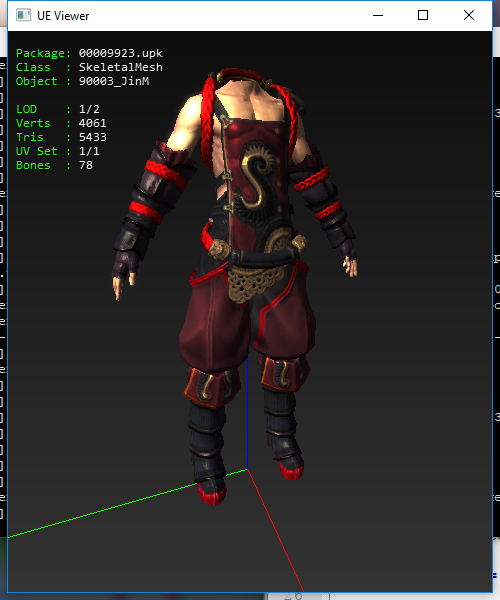 UE Viewer
Package: 00009923.upk
Class : SkeletalMesh
Object : 90003_JinM
LOD : 1/2
Verts : 4061
Tris : 5433
UV Set : 1/1
Bones : 78